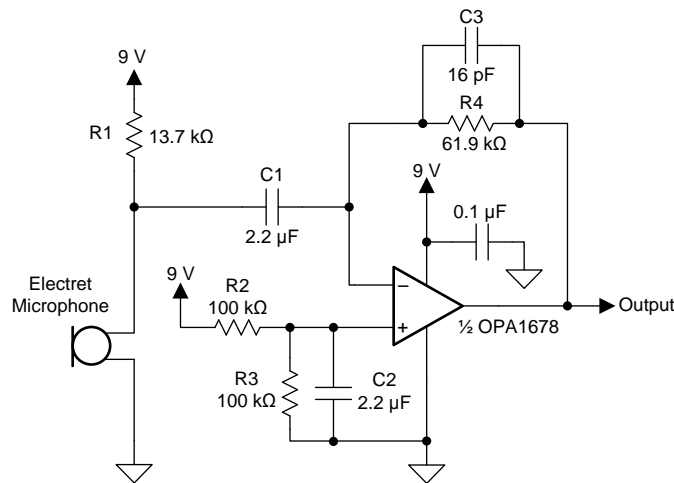 C3
16 pF
R4
61.9 kΩ
9 V
R1
13.7 kΩ
C1
2.2 µF
9 V
0.1 µF
Electret
Microphone
9 V
R2
100 kΩ
–
+
Output
½ OPA1678
R3
100 kΩ
C2
2.2 µF